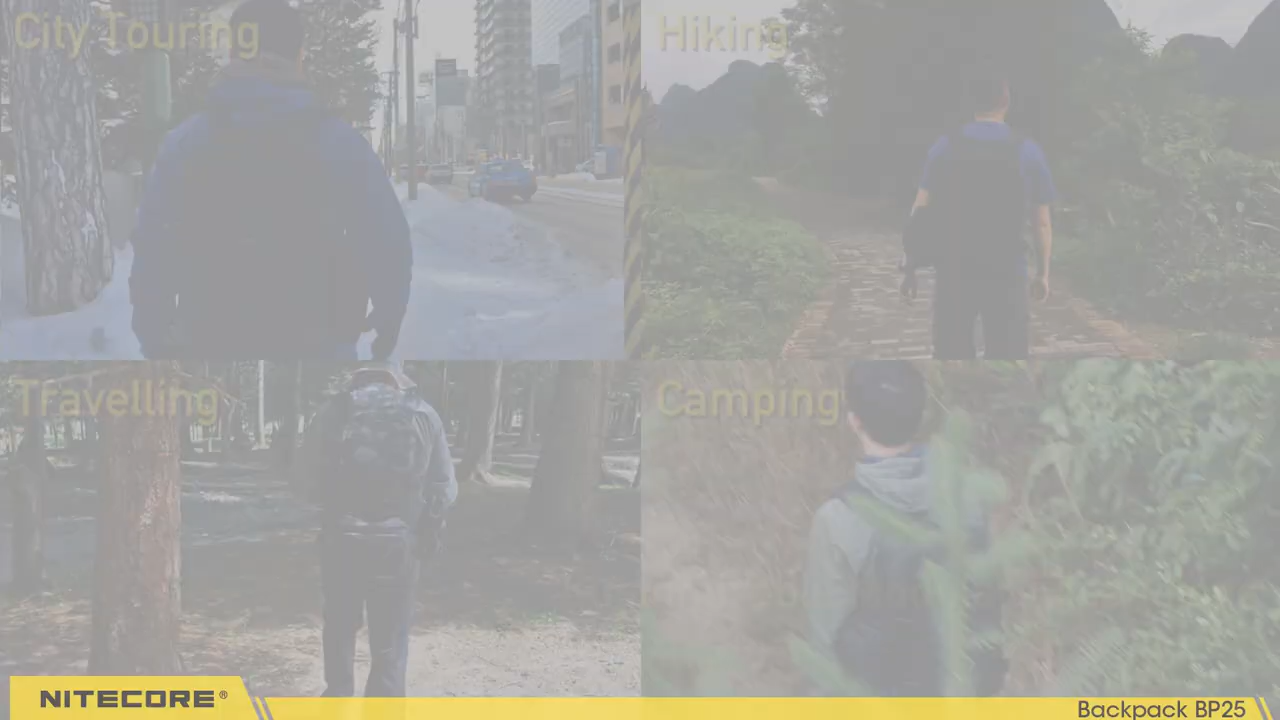 City Touring
Hiking
Travelling
Camping
NITECORE®
Backpack BP25